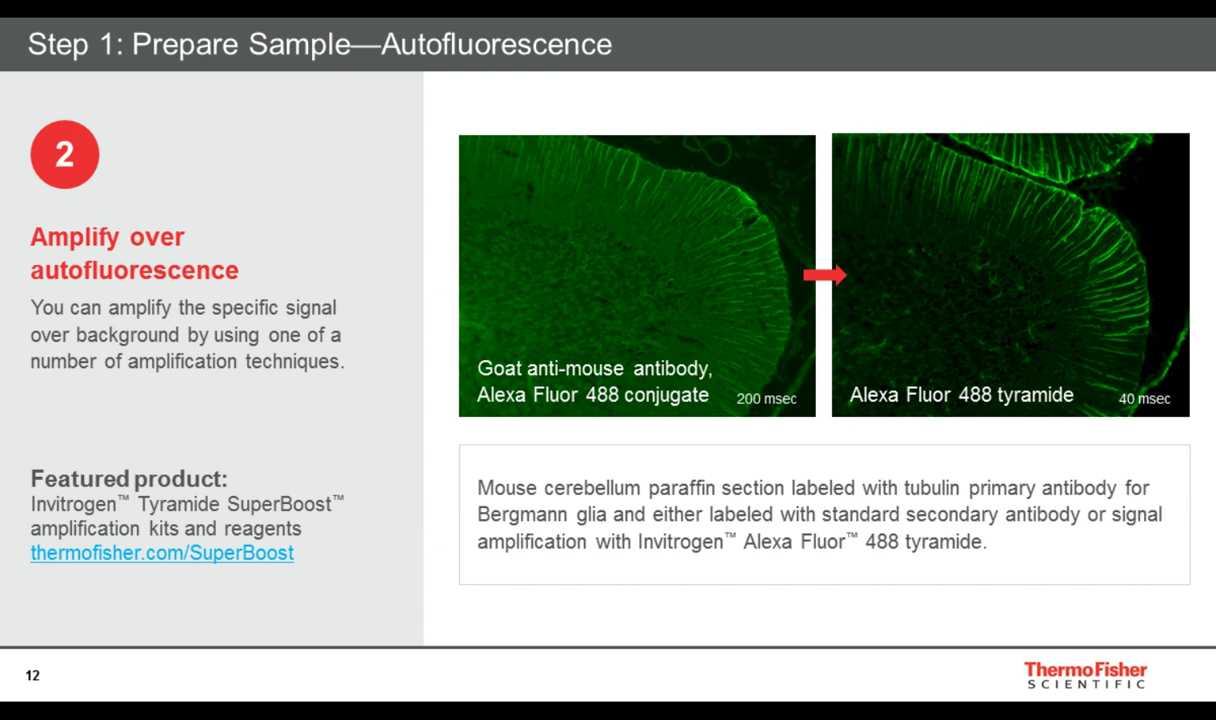 Step 1: Prepare Sample—Autofluorescence
2
Amplify over
autofluorescence
You can amplify the specific signal
over background by using one of a
number of amplification techniques.
Featured product:
Invitrogen™ Tyramide SuperBoost™
amplification kits and reagents
thermofisher.com/SuperBoost
Goat anti-mouse antibody,
Alexa Fluor 488 conjugate
200 msec
Alexa Fluor 488 tyramide
40 msec
Mouse cerebellum paraffin section labeled with tubulin primary antibody for
Bergmann glia and either labeled with standard secondary antibody or signal
amplification with Invitrogen™ Alexa Fluor™ 488 tyramide.
12
ThermoFisher
SCIENTIFIC